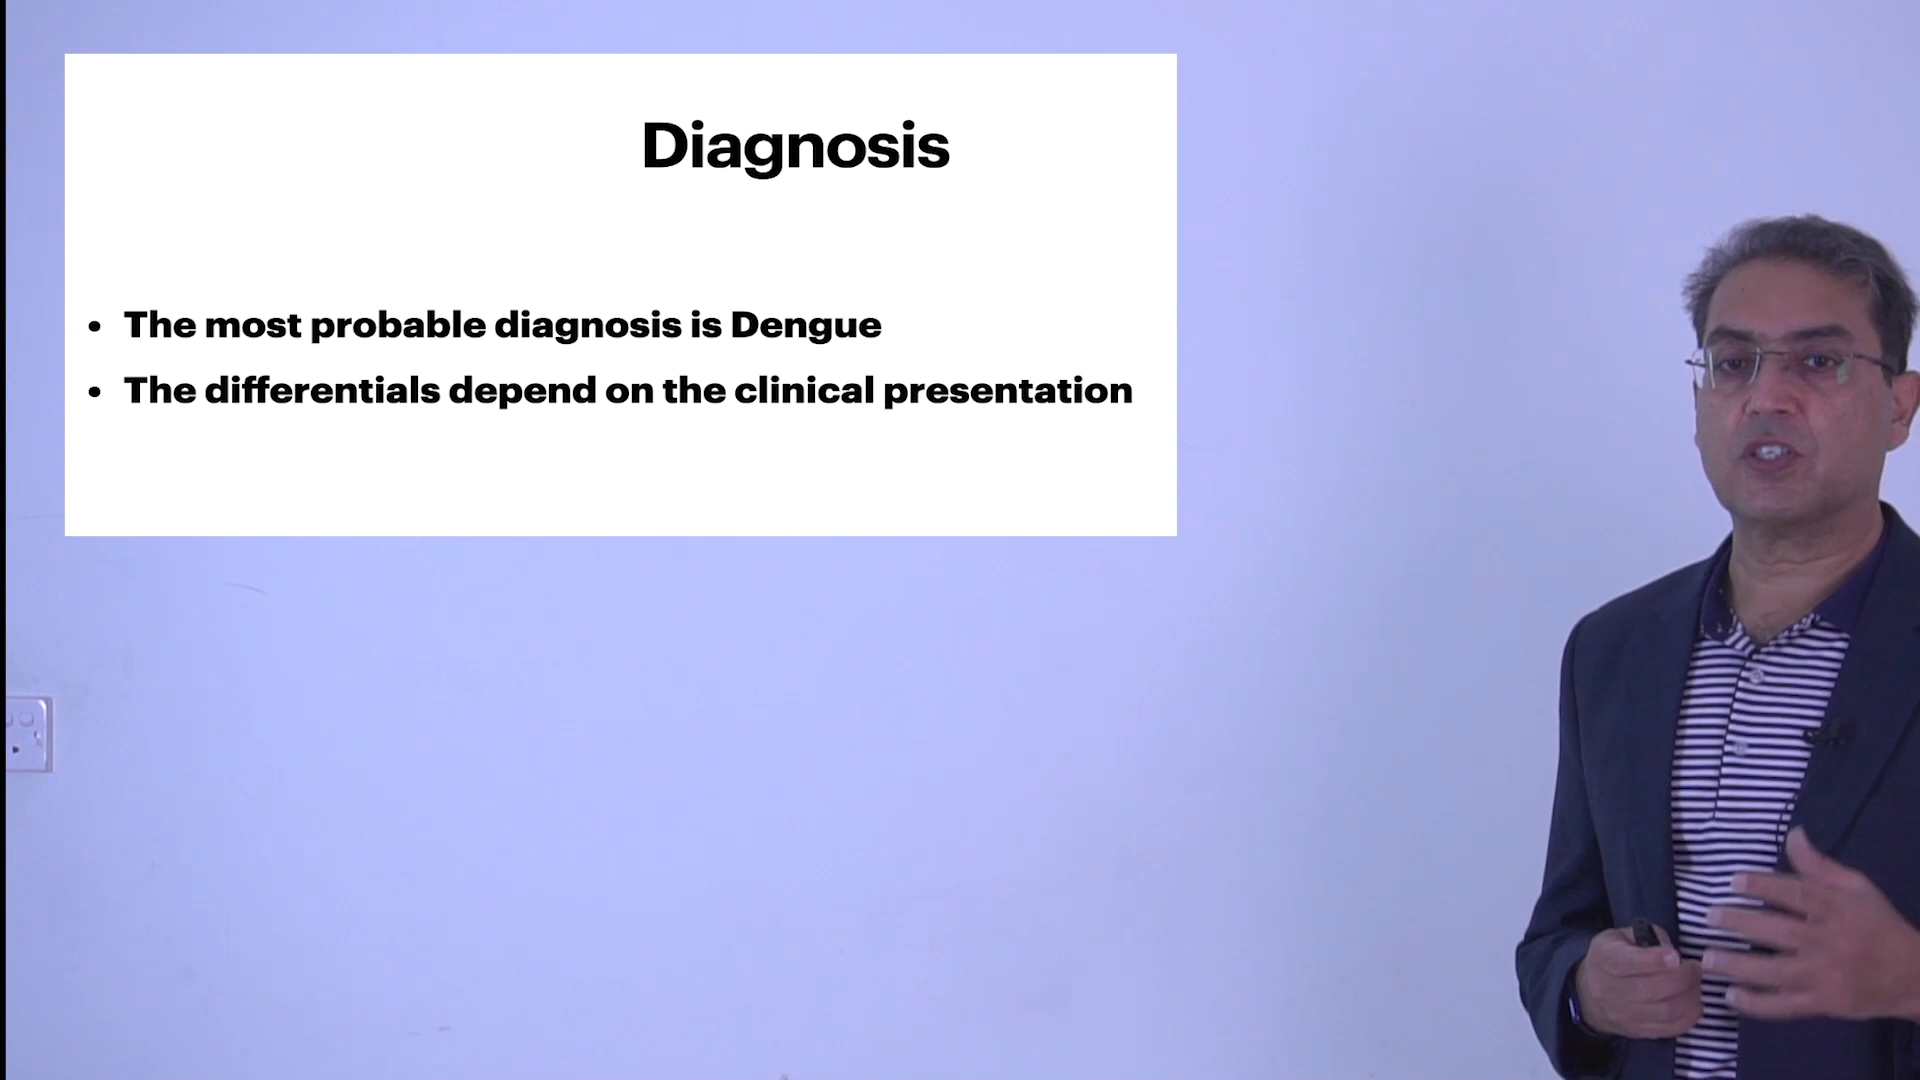 Diagnosis
• The most probable diagnosis is Dengue
• The differentials depend on the clinical presentation